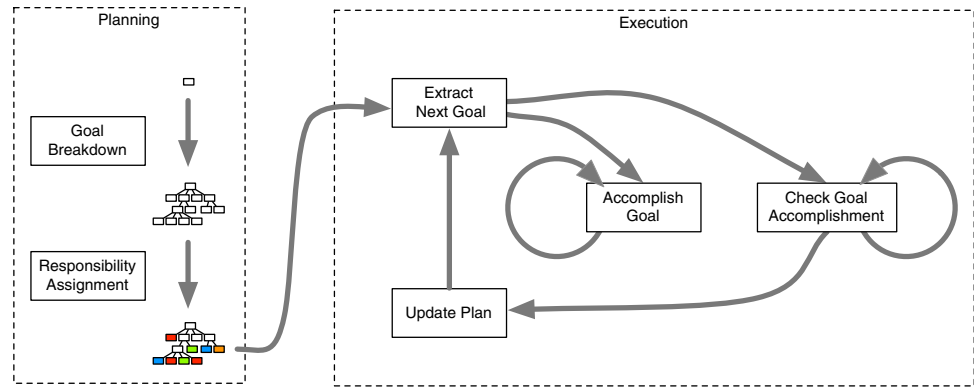 Planning
Goal
Breakdown
Responsibility
Assignment
Execution
Extract
Next Goal
Accomplish
Goal
Check Goal
Accomplishment
Update Plan